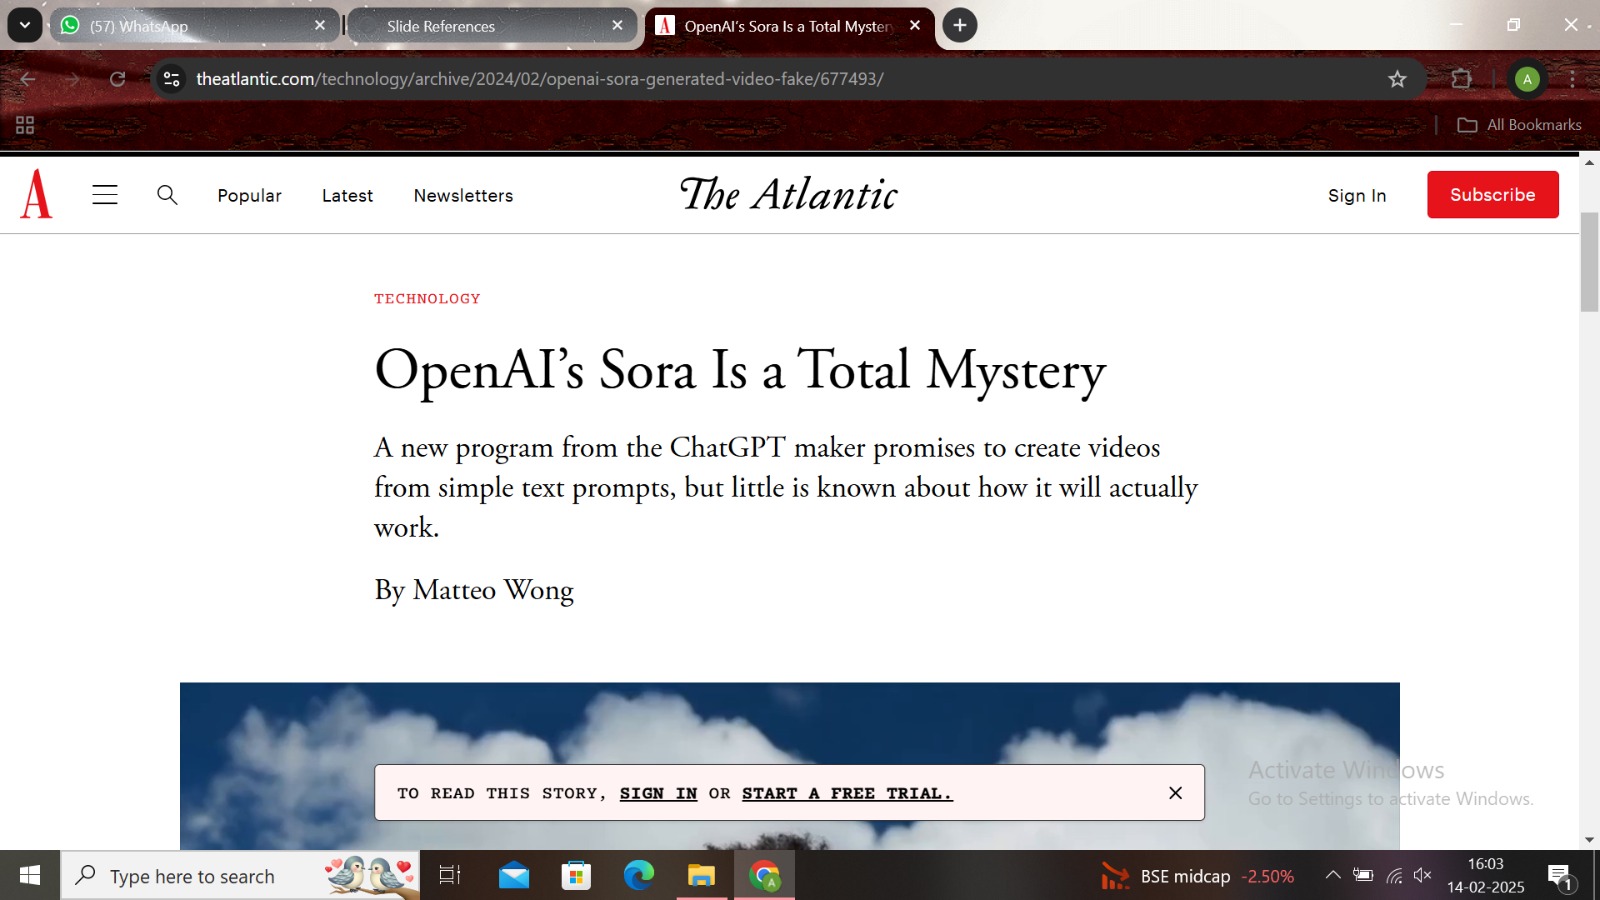 (57) WhatsApp
Slide References
OpenAI's Sora Is a Total Myster
theatlantic.com/technology/archive/2024/02/openai-sora-generated-video-fake/677493/
A
All Bookmarks
A
Popular
Latest
Newsletters
The Atlantic
Sign In
Subscribe
TECHNOLOGY
OpenAI’s Sora Is a Total Mystery
A new program from the ChatGPT maker promises to create videos
from simple text prompts, but little is known about how it will actually
work.
By Matteo Wong
TO READ THIS STORY, SIGN IN OR START A FREE TRIAL.
Activate Windows
Go to Settings to activate Windows.
Type here to search
BSE midcap -2.50%
16:03
14-02-2025
1